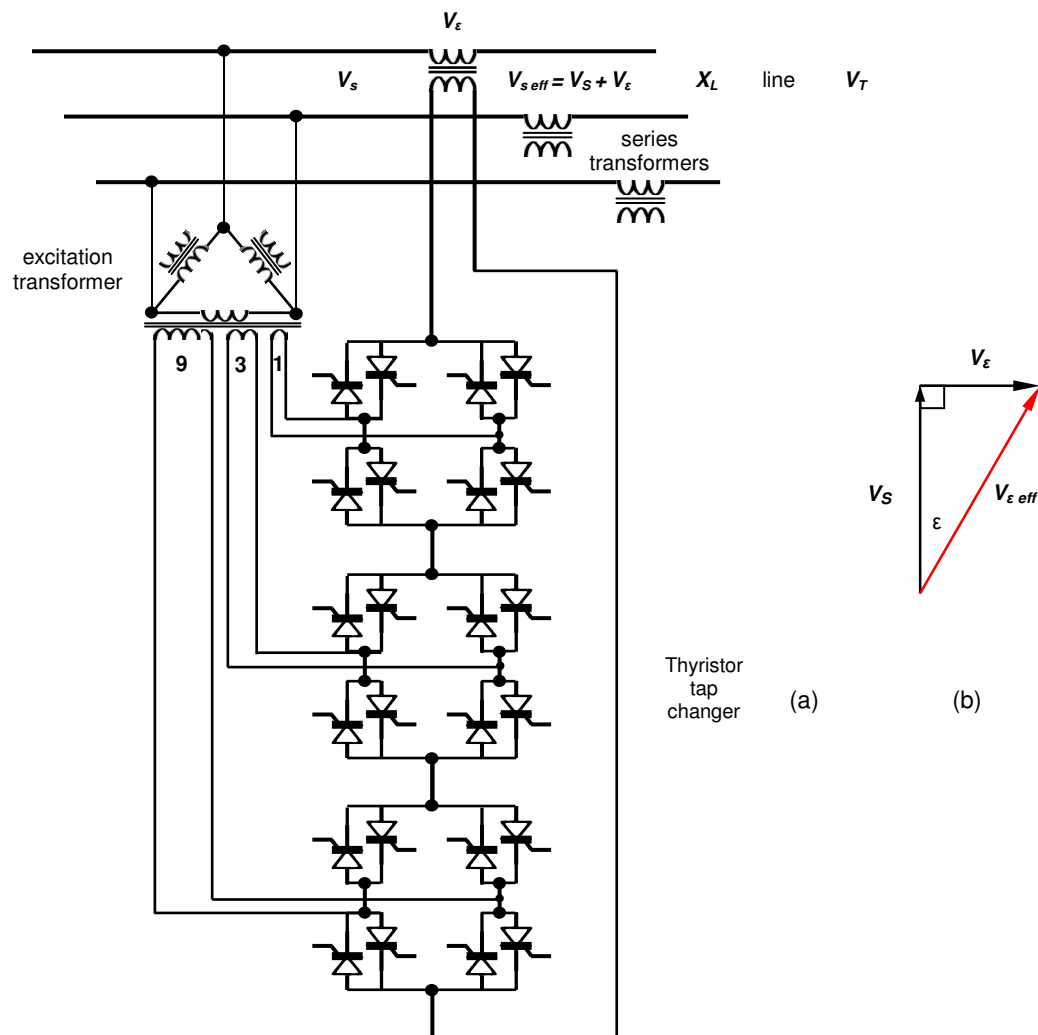 Vε
Vs
Vs eff = VS + Vε
XL
line
VT
series
transformers
excitation
transformer
9
3
1
Vε
VS
ε
Vε eff
Thyristor
tap
changer
(a)
(b)